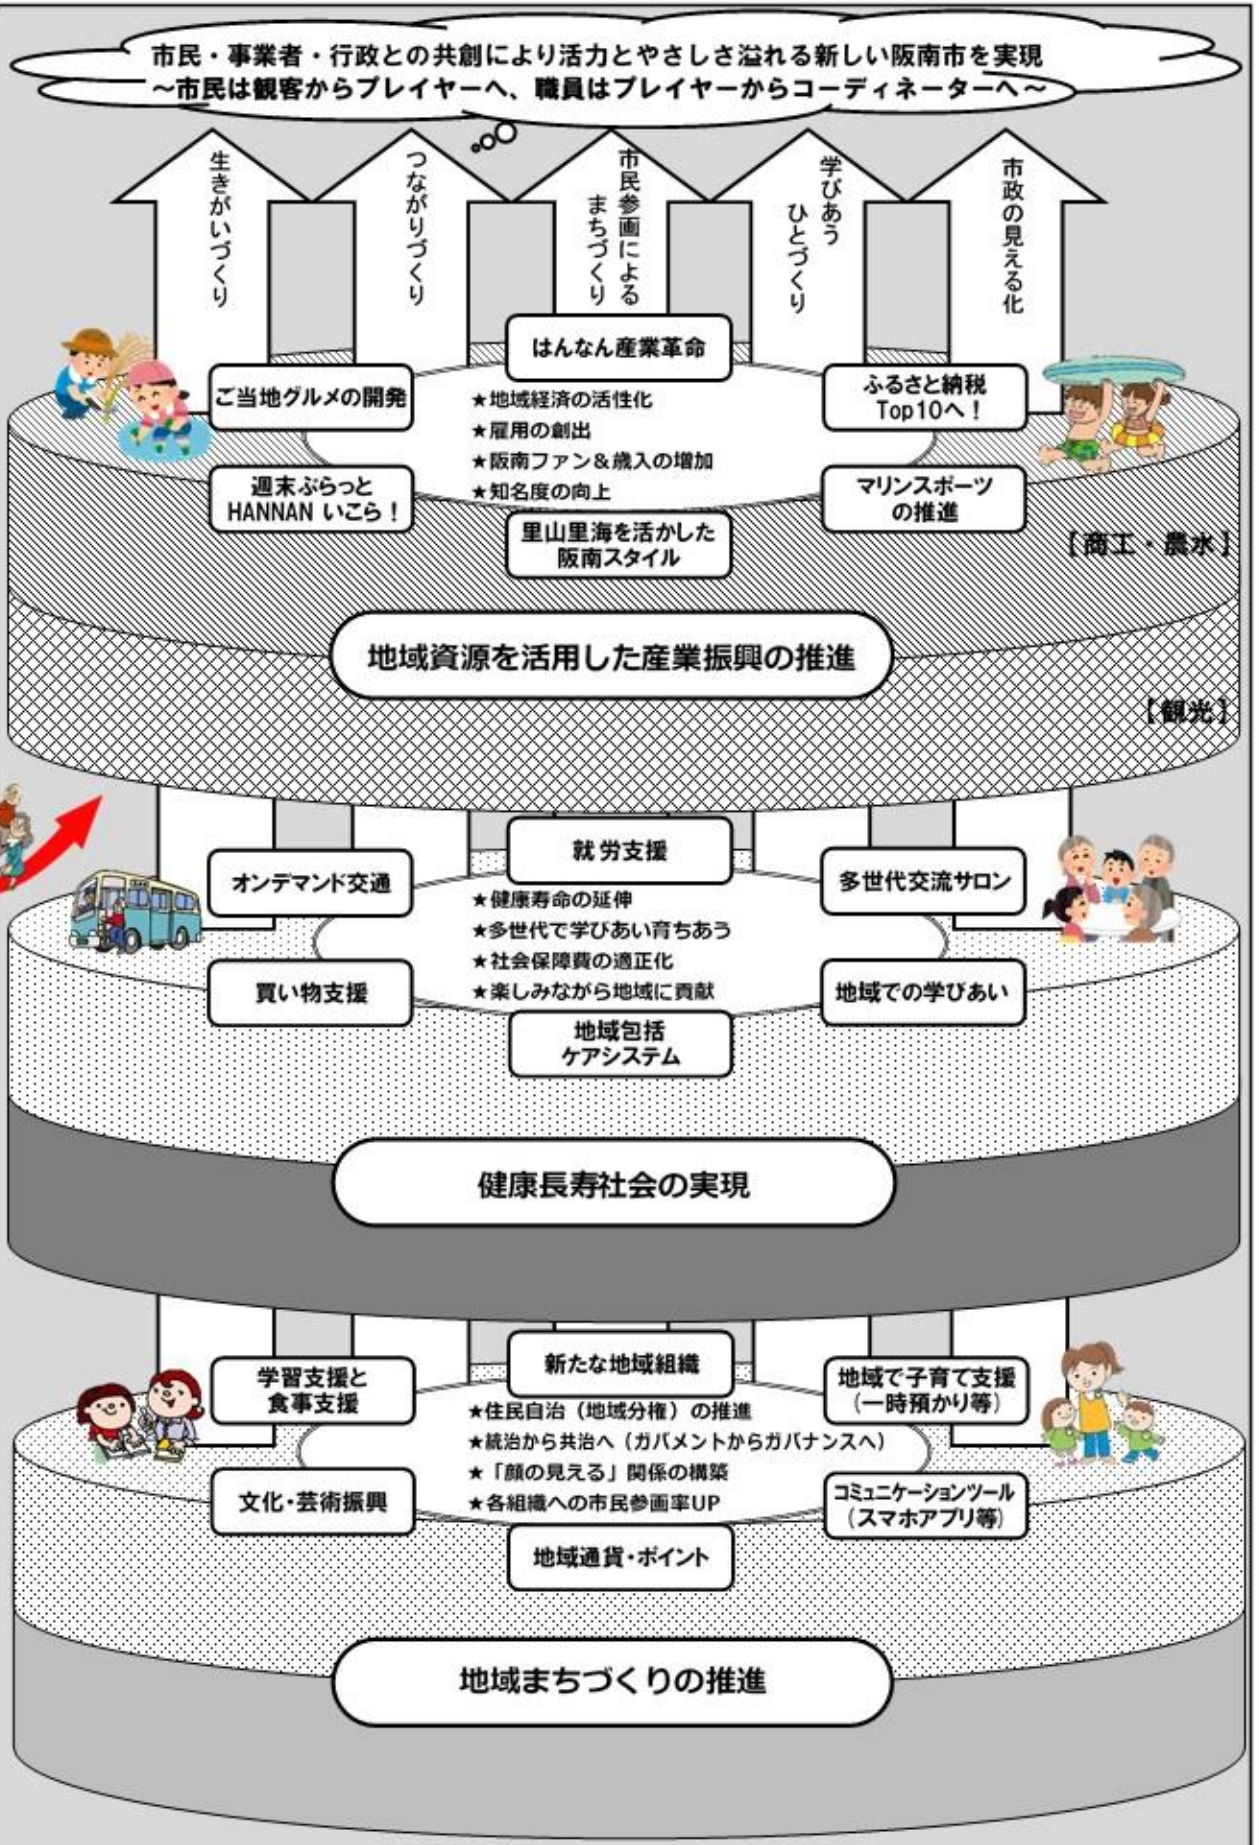 市民・事業者・行政との共創により活力とやさしさ溢れる新しい阪南市を実現
～市民は観客からプレイヤーへ、職員はプレイヤーからコーディネーターへ～
生きがいづくり
つながりづくり
市民参画による
まちづくり
学びあう
ひとづくり
市政の見える化
はんなん産業革命
ご当地グルメの開発
ふるさと納税
Top10へ！
★地域経済の活性化
★雇用の創出
★阪南ファン＆歳入の増加
★知名度の向上
週末ぶらっと
HANNAN いこら！
マリンスポーツ
の推進
里山里海を活かした
阪南スタイル
【商工・農水】
地域資源を活用した産業振興の推進
【観光】
就労支援
オンデマンド交通
多世代交流サロン
★健康寿命の延伸
★多世代で学びあい育ちあう
★社会保障費の適正化
★楽しみながら地域に貢献
買い物支援
地域での学びあい
地域包括
ケアシステム
健康長寿社会の実現
新たな地域組織
学習支援と
食事支援
地域で子育て支援
（一時預かり等）
★住民自治（地域分権）の推進
★統治から共治へ（ガバメントからガバナンスへ）
★「顔の見える」関係の構築
★各組織への市民参画率UP
文化・芸術振興
コミュニケーションツール
（スマホアプリ等）
地域通貨・ポイント
地域まちづくりの推進